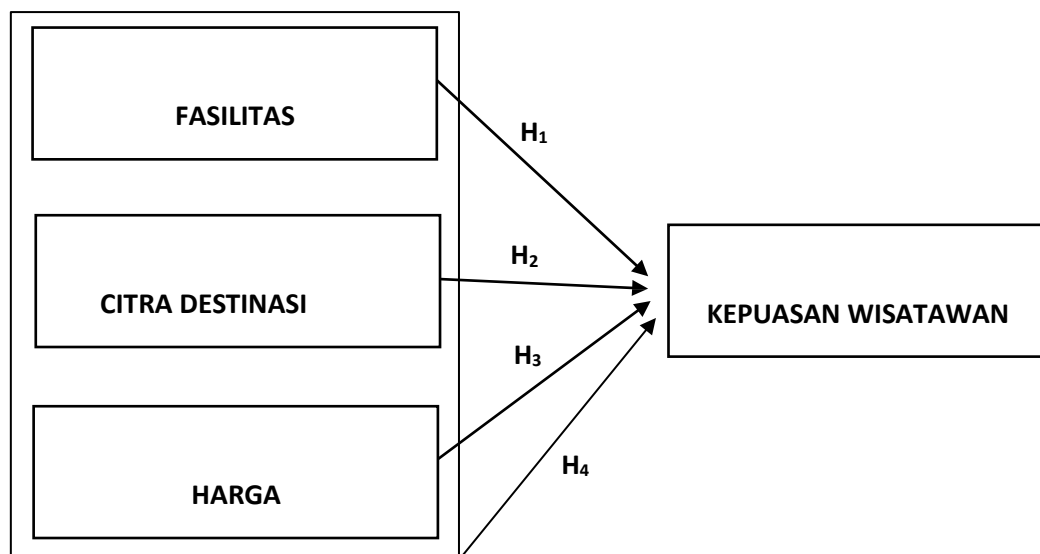 FASILITAS
H₁
H₂
CITRA DESTINASI
KEPUASAN WISATAWAN
H₃
H₄
HARGA